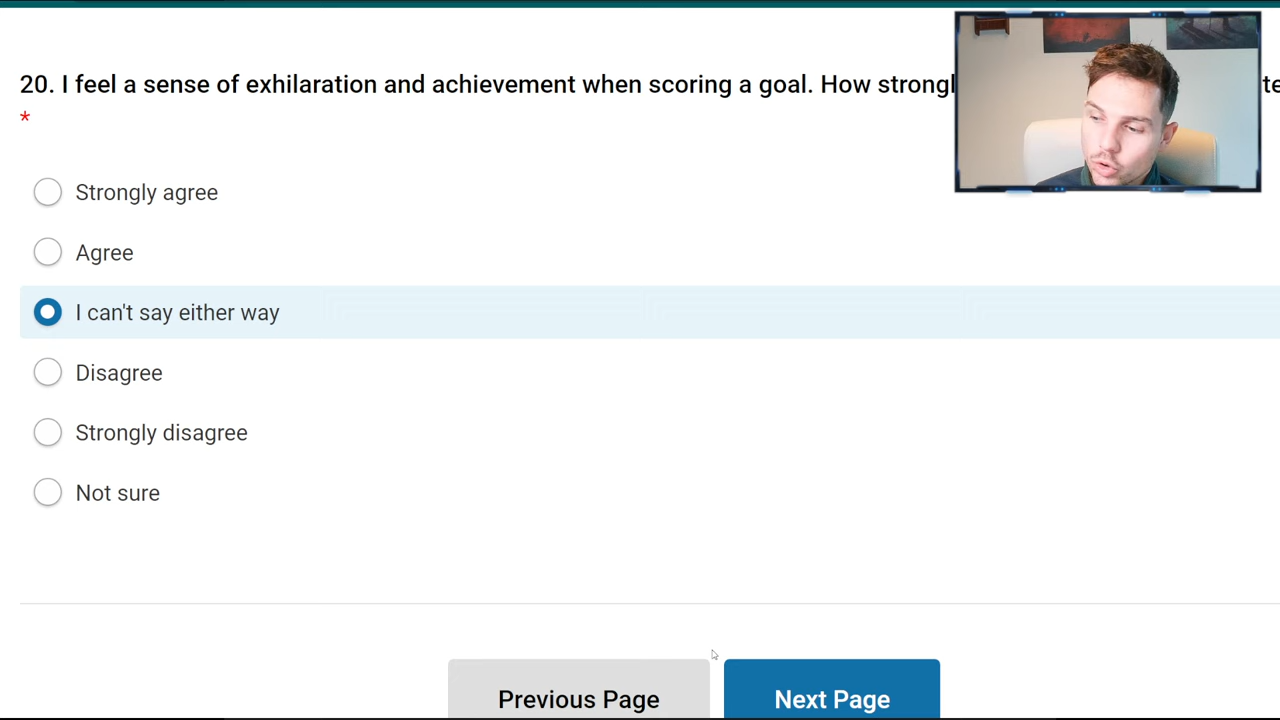 20. I feel a sense of exhilaration and achievement when scoring a goal. How
*
Strongly agree
Agree
I can't say either way
Disagree
Strongly disagree
Not sure
Previous Page Next Page